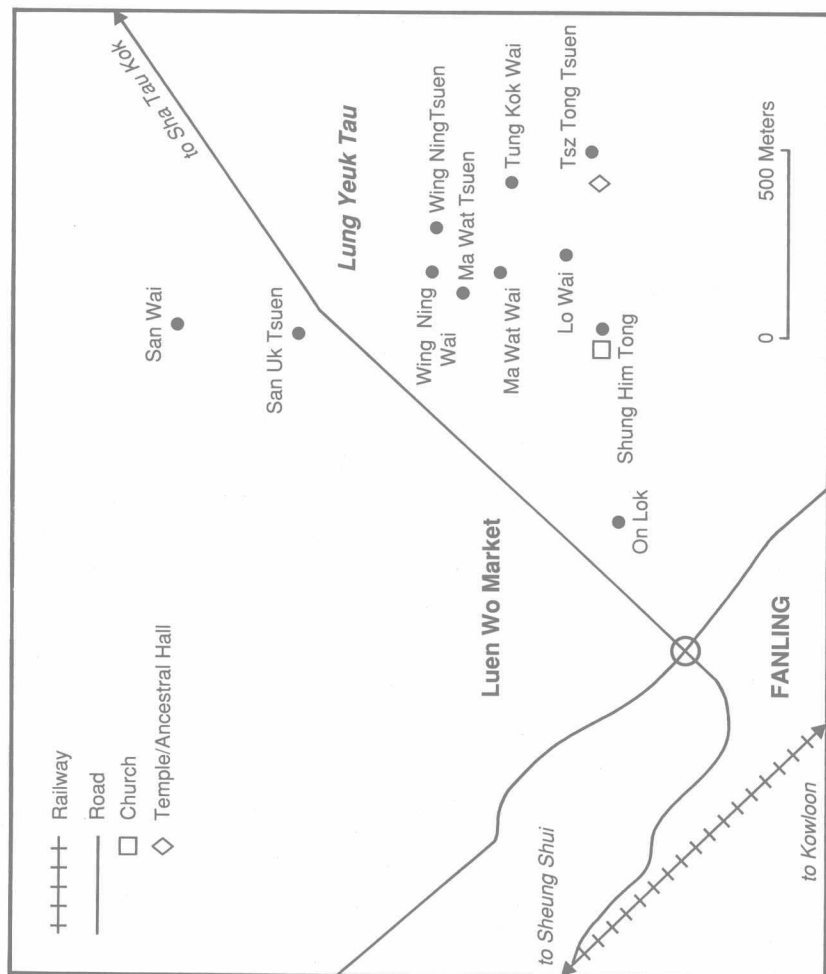 Railway
Road
Church
Temple/Ancestral Hall
to Sha Tau Kok
San Wai
San Uk Tsuen
Lung Yeuk Tau
Wing Ning
Wai
Wing NingTsuen
Ma Wat Tsuen
Ma Wat Wai
Tung Kok Wai
Lo Wai
Tsz Tong Tsuen
Shung Him Tong
On Lok
Luen Wo Market
FANLING
to Sheung Shui
to Kowloon
0
500 Meters